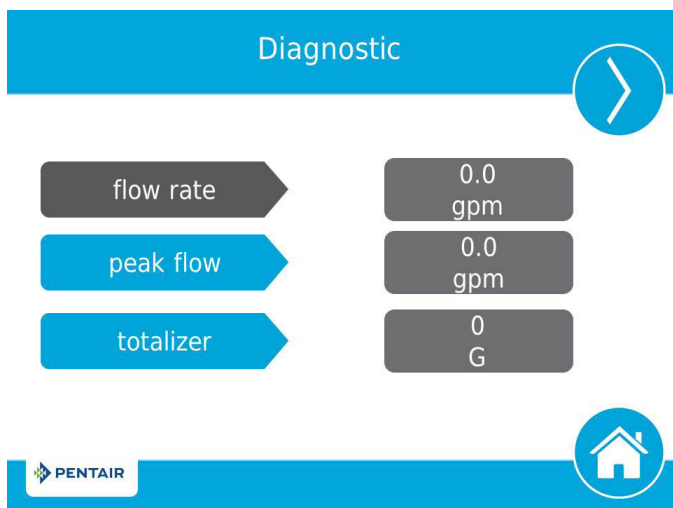 Diagnostic
flow rate
0.0
gpm
peak flow
0.0
gpm
totalizer
0
G
PENTAIR